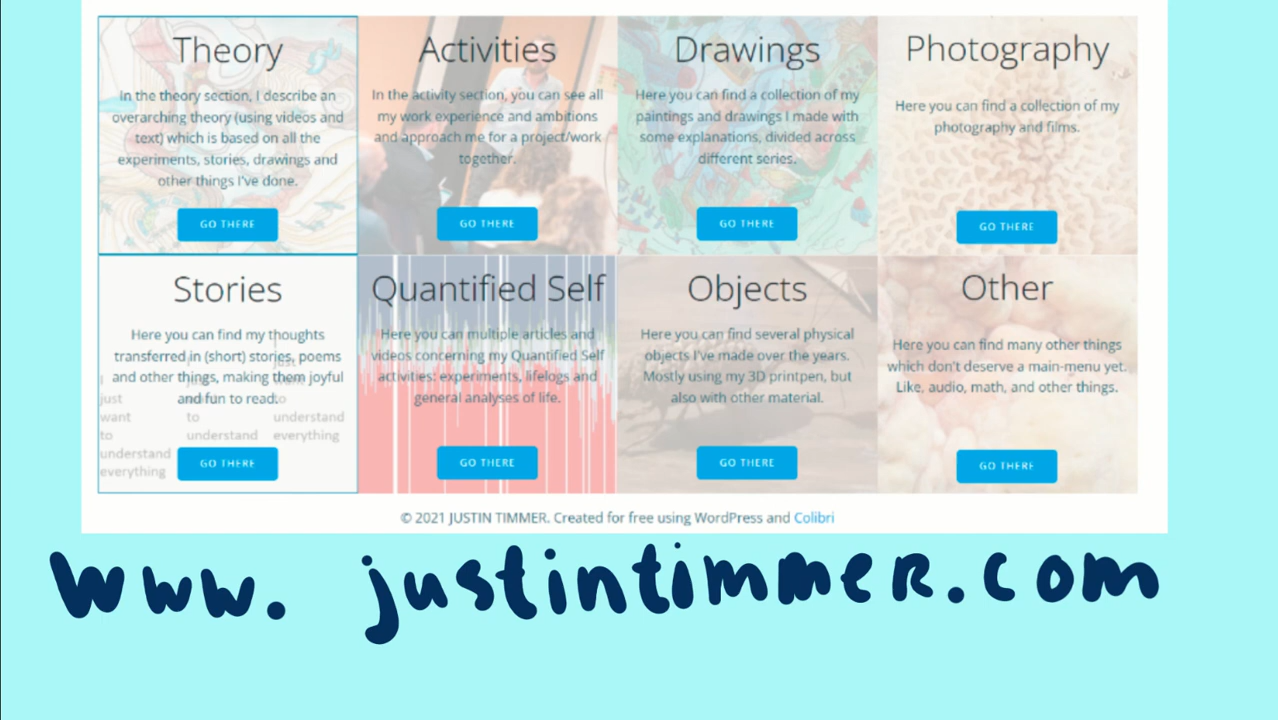 Theory
In the theory section, I describe an
overarching theory (using videos and
text) which is based on all the
experiments, stories, drawings and
other things I've done.
GO THERE
Activities
In the activity section, you can see all
my work experience and ambitions
and approach me for a project/work
together.
GO THERE
Drawings
Here you can find a collection of my
paintings and drawings I made with
some explanations, divided across
different series.
GO THERE
Photography
Here you can find a collection of my
photography and films.
GO THERE
Stories
Here you can find my thoughts
transferred in (short) stories, poems
and other things, making them joyful
and fun to read.
just
want
to
understand
everything
to
understand
understand
everything
GO THERE
Quantified Self
Here you can multiple articles and
videos concerning my Quantified Self
activities: experiments, lifelogs and
general analyses of life.
GO THERE
Objects
Here you can find several physical
objects I've made over the years.
Mostly using my 3D printpen, but
also with other material.
GO THERE
Other
Here you can find many other things
which don't deserve a main-menu yet.
Like, audio, math, and other things.
GO THERE
© 2021 JUSTIN TIMMER. Created for free using WordPress and Colibri
www. justintimmer.com